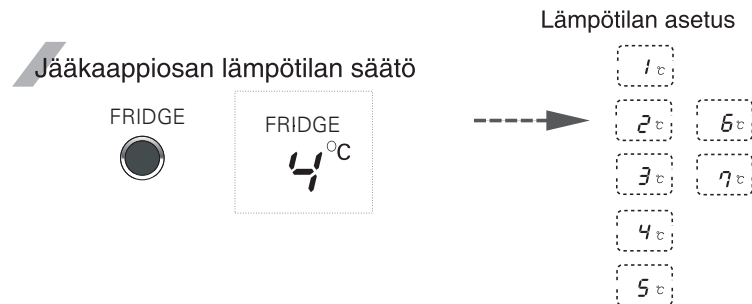 Lämpötilan asetus
Jääkaappiosan lämpötilan säätö
FRIDGE
FRIDGE
4 °C
1 °C
2 °C
3 °C
4 °C
5 °C
6 °C
7 °C